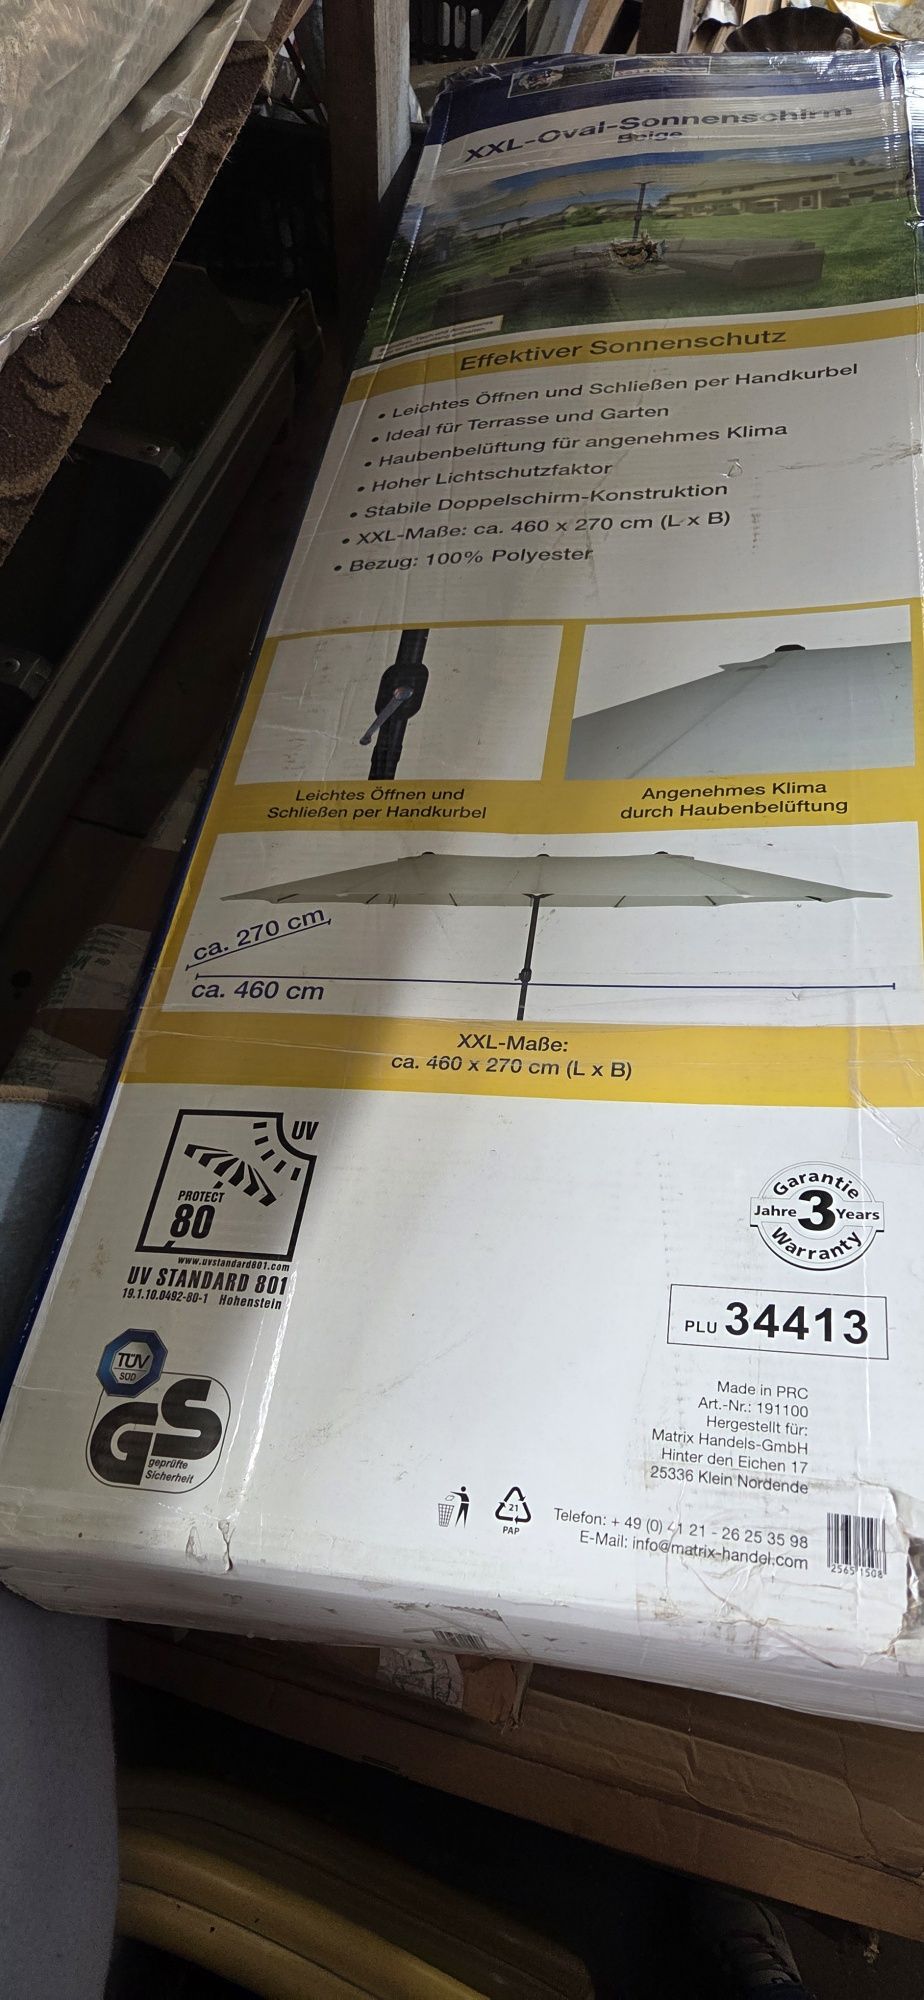 XXL-Oval-Sonnenschirm
Beige
Effektiver Sonnenschutz
• Leichtes Öffnen und Schließen per Handkurbel
• Ideal für Terrasse und Garten
• Haubenbelüftung für angenehmes Klima
• Hoher Lichtschutzfaktor
• Stabile Doppelschirm-Konstruktion
• XXL-Maße: ca. 460 x 270 cm (L x B)
• Bezug: 100% Polyester
Leichtes Öffnen und
Schließen per Handkurbel
Angenehmes Klima
durch Haubenbelüftung
ca. 270 cm
ca. 460 cm
XXL-Maße:
ca. 460 x 270 cm (L x B)
UV
PROTECT
80
www.uvstandard801.com
UV STANDARD 801
19.1.10.0492-80-1 Hohenstein
Garantie
Jahre 3 Years
Warranty
PLU 34413
TÜV
SÜD
GS
geprüfte
Sicherheit
Made in PRC
Art.-Nr.: 191100
Hergestellt für:
Matrix Handels-GmbH
Hinter den Eichen 17
25336 Klein Nordende
21
PAP
Telefon: + 49 (0) 41 21 - 26 25 35 98
E-Mail: info@matrix-handel.com
2565 1508